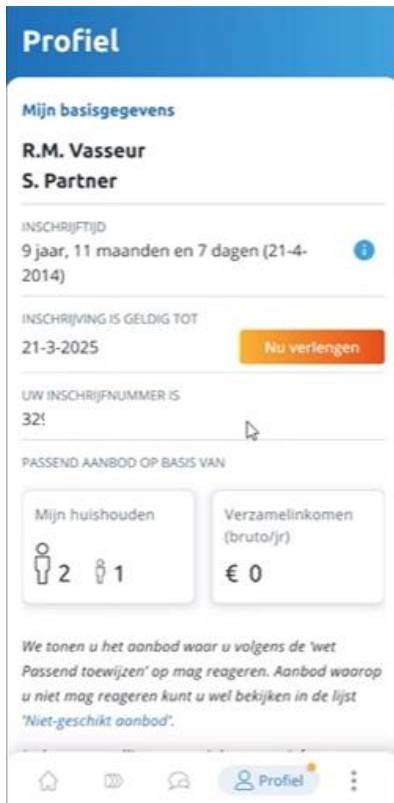 Profiel
Mijn basisgegevens
R.M. Vasseur
S. Partner
INSCHRIJFTIJD
9 jaar, 11 maanden en 7 dagen (21-4-
2014)
INSCHRIJVING IS GELDIG TOT
21-3-2025
Nu verlengen
UW INSCHRIJFNUMMER IS
329
PASSEND AANBOD OP BASIS VAN
Mijn huishouden
2 1
Verzamelinkomen
(bruto/jr)
€ 0
We tonen u het aanbod waar u volgens de 'wet
Passend toewijzen' op mag reageren. Aanbod waarop
u niet mag reageren kunt u wel bekijken in de lijst
'Niet-geschikt aanbod'.
Profiel